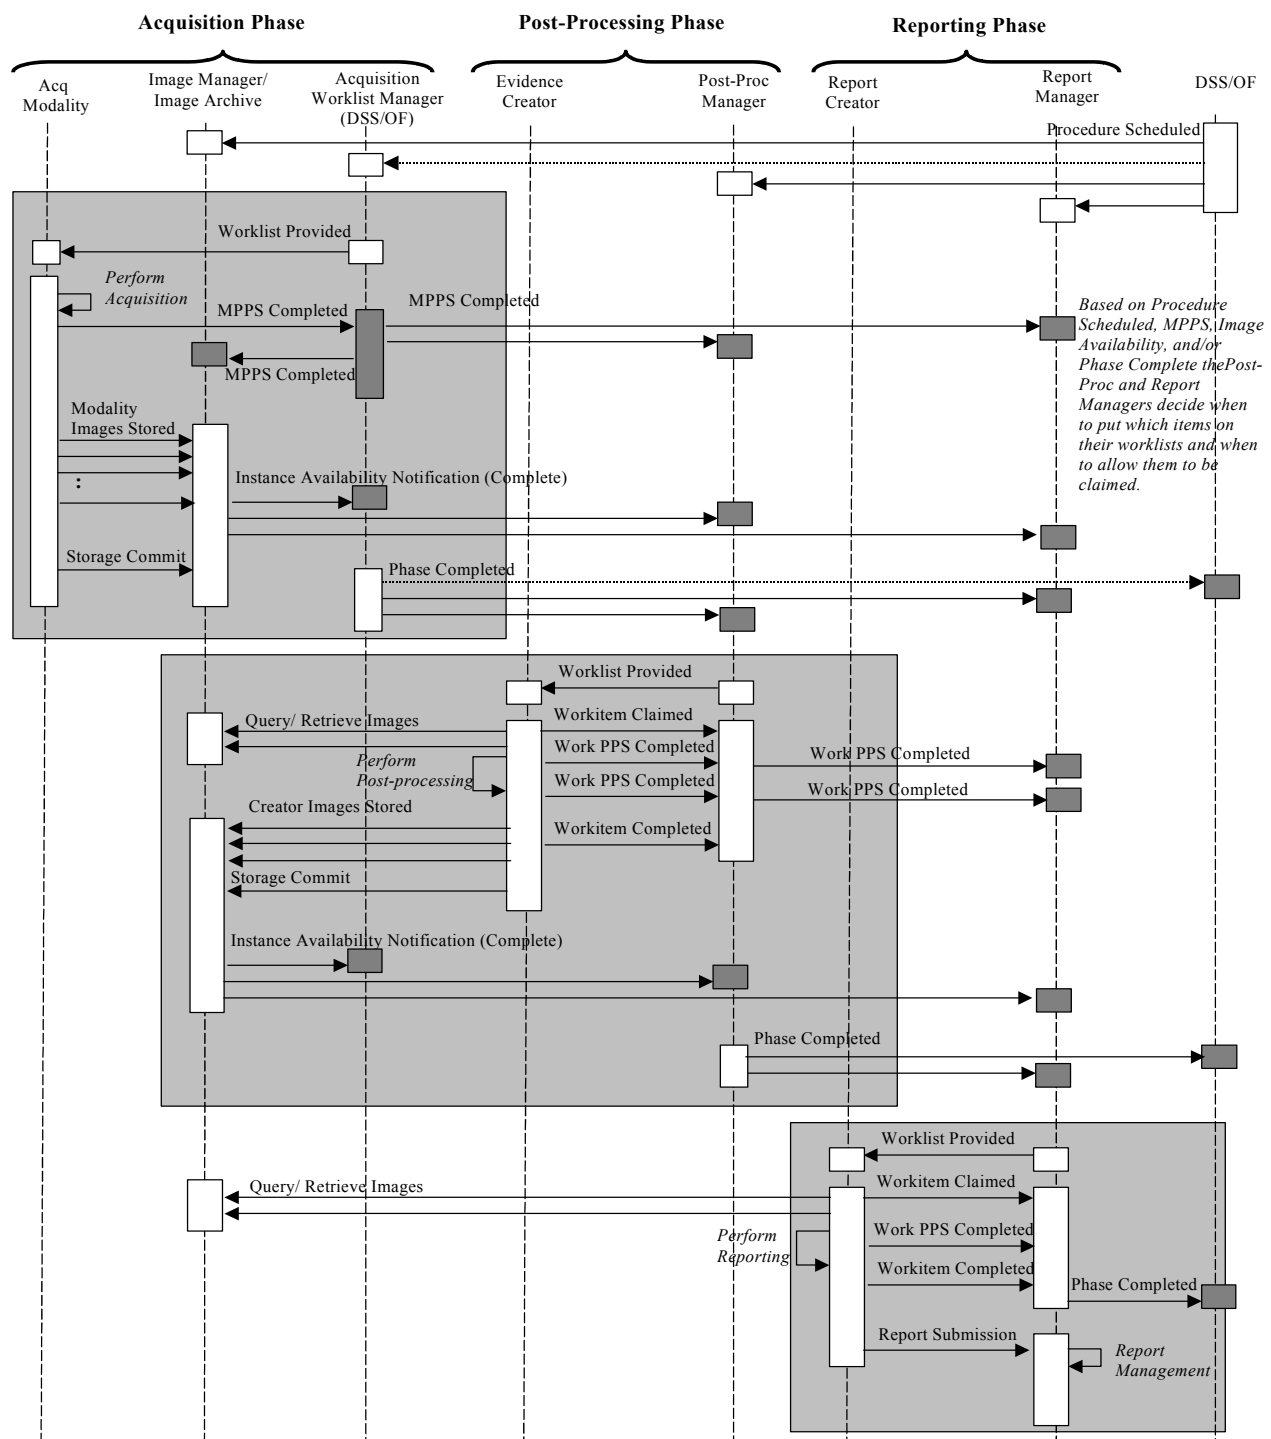 Acquisition Phase
Post-Processing Phase
Reporting Phase
Acq
Modality
Image Manager/
Image Archive
Acquisition
Worklist Manager
(DSS/OF)
Evidence
Creator
Post-Proc
Manager
Report
Creator
Report
Manager
DSS/OF
Procedure Scheduled
Worklist Provided
Perform
Acquisition
MPPS Completed
MPPS Completed
MPPS Completed
Based on Procedure
Scheduled, MPPS, Image
Availability, and/or
Phase Complete thePost-
Proc and Report
Managers decide when
to put which items on
their worklists and when
to allow them to be
claimed.
Modality
Images Stored
:
Instance Availability Notification (Complete)
Storage Commit
Phase Completed
Worklist Provided
Query/ Retrieve Images
Workitem Claimed
Perform
Post-processing
Work PPS Completed
Work PPS Completed
Work PPS Completed
Work PPS Completed
Creator Images Stored
Workitem Completed
Storage Commit
Instance Availability Notification (Complete)
Phase Completed
Worklist Provided
Query/ Retrieve Images
Workitem Claimed
Perform
Reporting
Work PPS Completed
Workitem Completed
Phase Completed
Report Submission
Report
Management